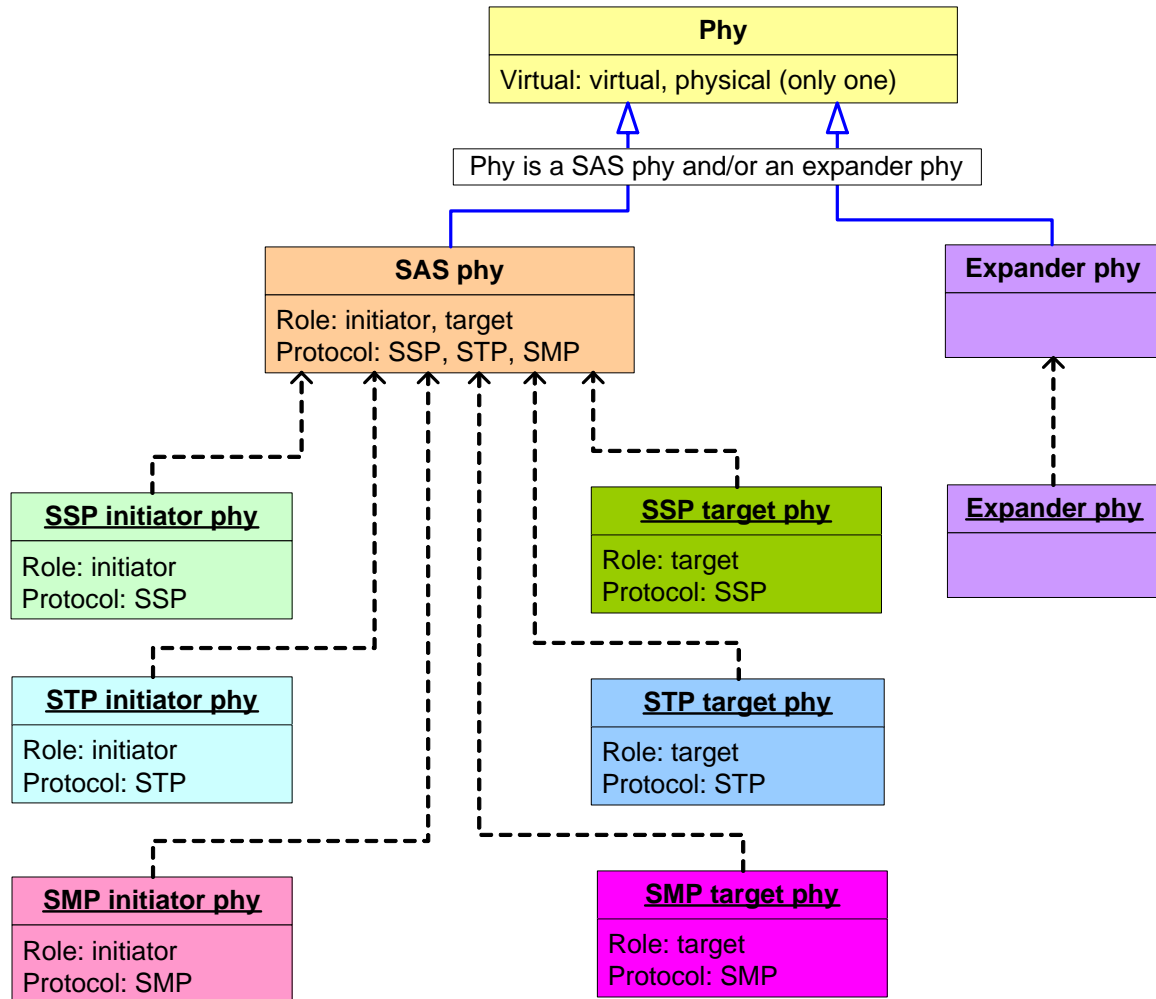 Phy
Virtual: virtual, physical (only one)
Phy is a SAS phy and/or an expander phy
SAS phy
Role: initiator, target
Protocol: SSP, STP, SMP
Expander phy
SSP initiator phy
Role: initiator
Protocol: SSP
SSP target phy
Role: target
Protocol: SSP
Expander phy
STP initiator phy
Role: initiator
Protocol: STP
STP target phy
Role: target
Protocol: STP
SMP initiator phy
Role: initiator
Protocol: SMP
SMP target phy
Role: target
Protocol: SMP